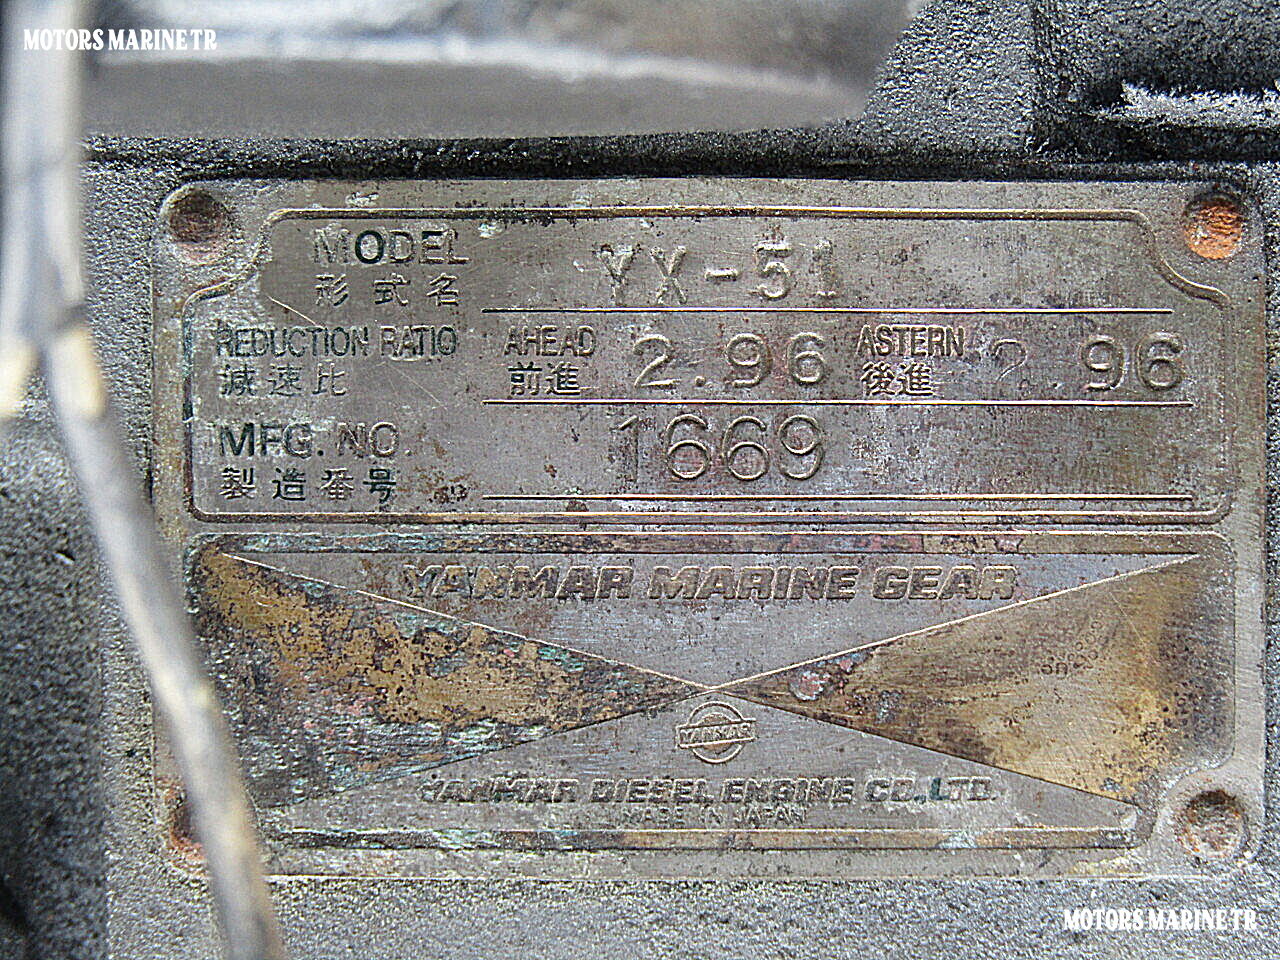 MOTORS MARINE TR
MODEL YX-51
形式名
REDUCTION RATIO AHEAD 2.96 ASTERN 2.96
減速比 前進 後進
MFG. NO. 1669
製造番号
YANMAR MARINE GEAR
YANMAR
YANMAR DIESEL ENGINE CO., LTD.
MADE IN JAPAN
MOTORS MARINE TR